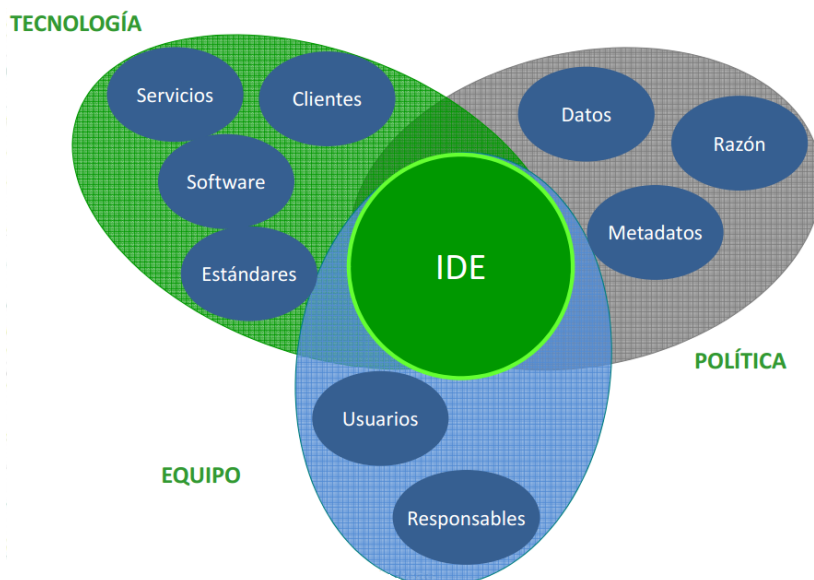 TECNOLOGÍA
Servicios
Clientes
Software
Estándares
Datos
Razón
Metadatos
IDE
POLÍTICA
Usuarios
EQUIPO
Responsables